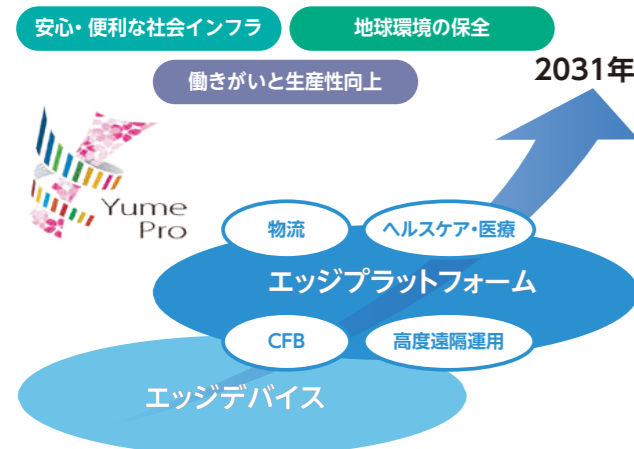 安心・便利な社会インフラ
地球環境の保全
働きがいと生産性向上
2031年
Yume
Pro
物流
ヘルスケア・医療
エッジプラットフォーム
CFB
高度遠隔運用
エッジデバイス